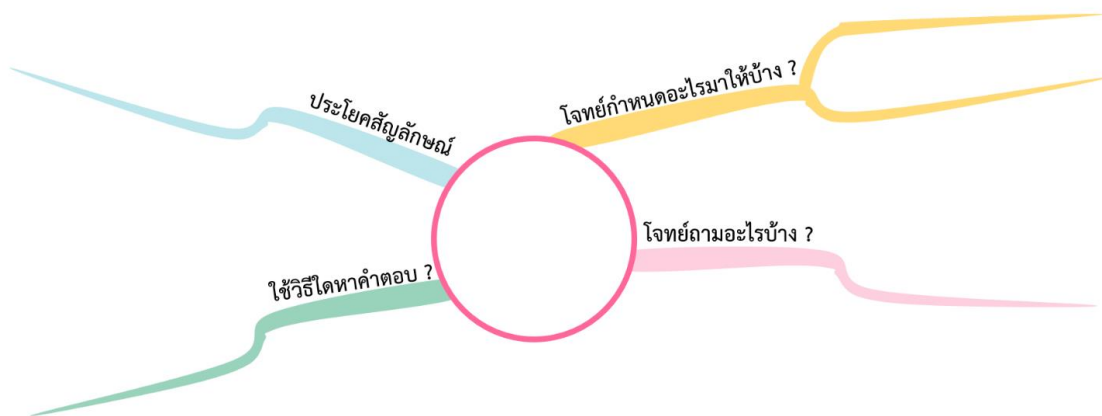 โจทย์กำหนดอะไรมาให้บ้าง ?
ประโยคสัญลักษณ์
โจทย์ถามอะไรบ้าง ?
ใช้วิธีใดหาคำตอบ ?